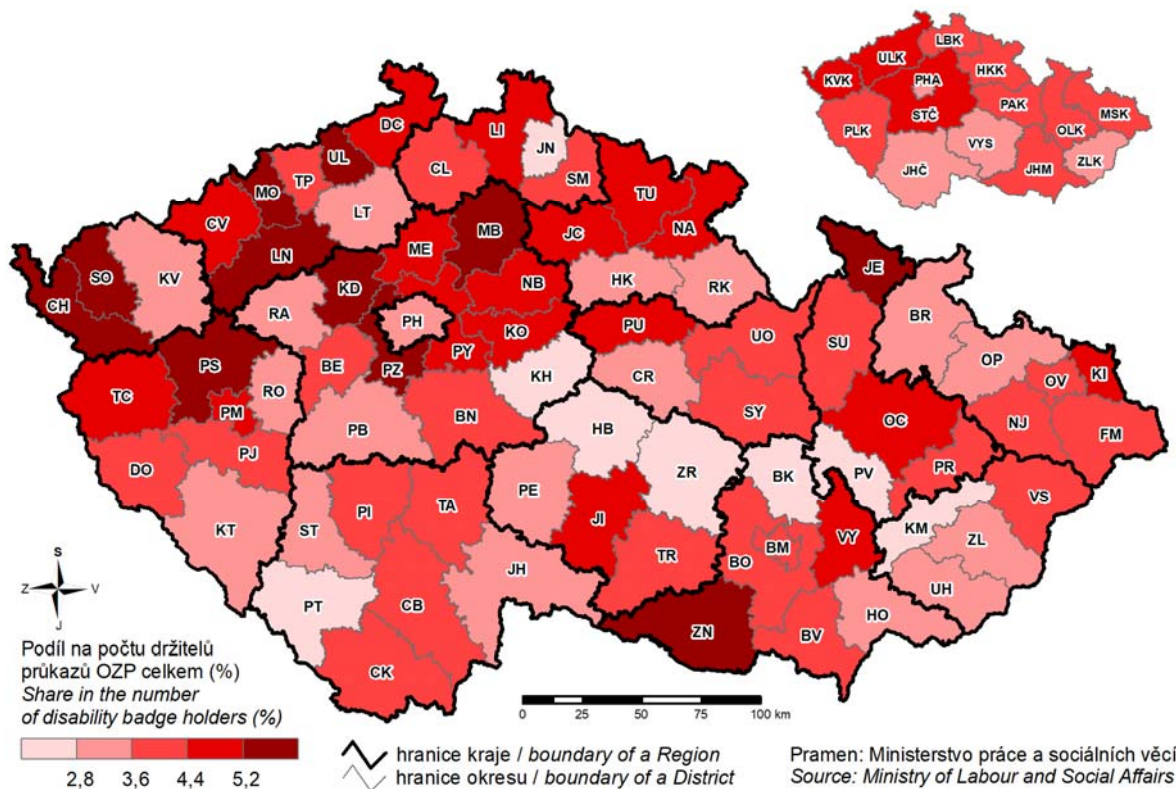 LBK
ULK
HKK
KVK
PHA
STČ
PAK
MSK
PLK
OLK
VYS
ZLK
JHČ
JHM
DC
LI
JN
UL
CL
SM
TP
MO
TU
LT
CV
MB
JC
NA
ME
LN
SO
KV
JE
CH
KD
NB
HK
RK
RA
PH
BR
PU
KO
UO
SU
PY
PS
BE
PZ
OP
KH
CR
KI
OV
TC
RO
PM
BN
SY
OC
NJ
FM
PB
HB
PJ
DO
PR
ZR
BK
PV
PE
VS
PI
TA
JI
KM
KT
ST
VY
ZL
BM
TR
BO
JH
UH
PT
CB
HO
ZN
BV
CK
S
Z V
J
Podíl na počtu držitelů
průkazů OZP celkem (%)
Share in the number
of disability badge holders (%)
2,8 3,6 4,4 5,2
0 25 50 75 100 km
hranice kraje / boundary of a Region
hranice okresu / boundary of a District
Pramen: Ministerstvo práce a sociálních věcí
Source: Ministry of Labour and Social Affairs